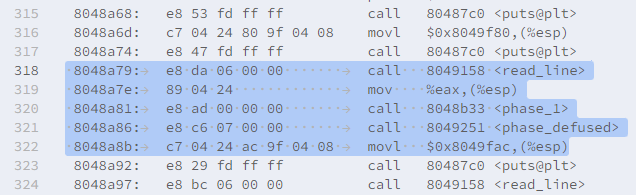 315 8048a68: e8 53 fd ff ff call 80487c0 <puts@plt>
316 8048a6d: c7 04 24 80 9f 04 08 movl $0x8049f80,(%esp)
317 8048a74: e8 47 fd ff ff call 80487c0 <puts@plt>
318 8048a79: e8 da 06 00 00 call 8049158 <read_line>
319 8048a7e: 89 04 24 mov %eax,(%esp)
320 8048a81: e8 ad 00 00 00 call 8048b33 <phase_1>
321 8048a86: e8 c6 07 00 00 call 8049251 <phase_defused>
322 8048a8b: c7 04 24 ac 9f 04 08 movl $0x8049fac,(%esp)
323 8048a92: e8 29 fd ff ff call 80487c0 <puts@plt>
324 8048a97: e8 bc 06 00 00 call 8049158 <read_line>